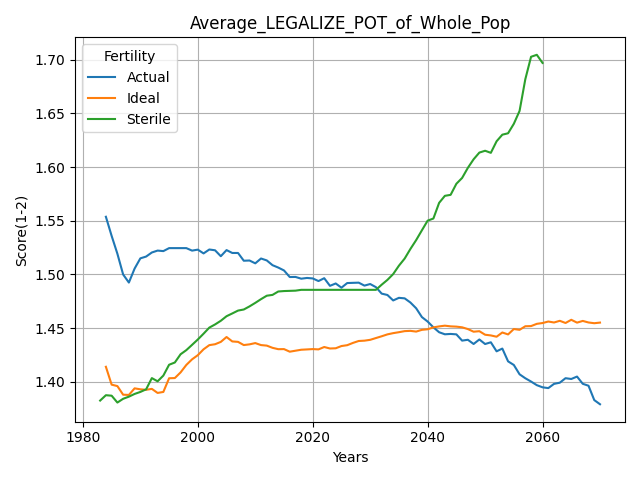 Average_LEGALIZE_POT_of_Whole_Pop
Fertility
Actual
Ideal
Sterile
Score(1-2)
1.70
1.65
1.60
1.55
1.50
1.45
1.40
1980
2000
2020
2040
2060
Years